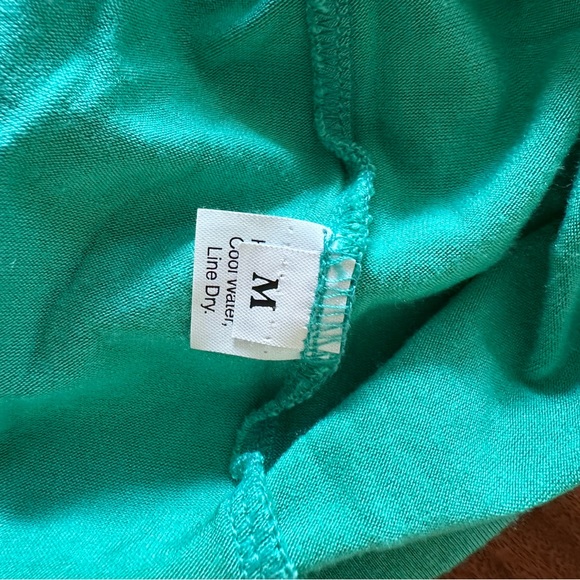 M
Cool Water,
Line Dry.